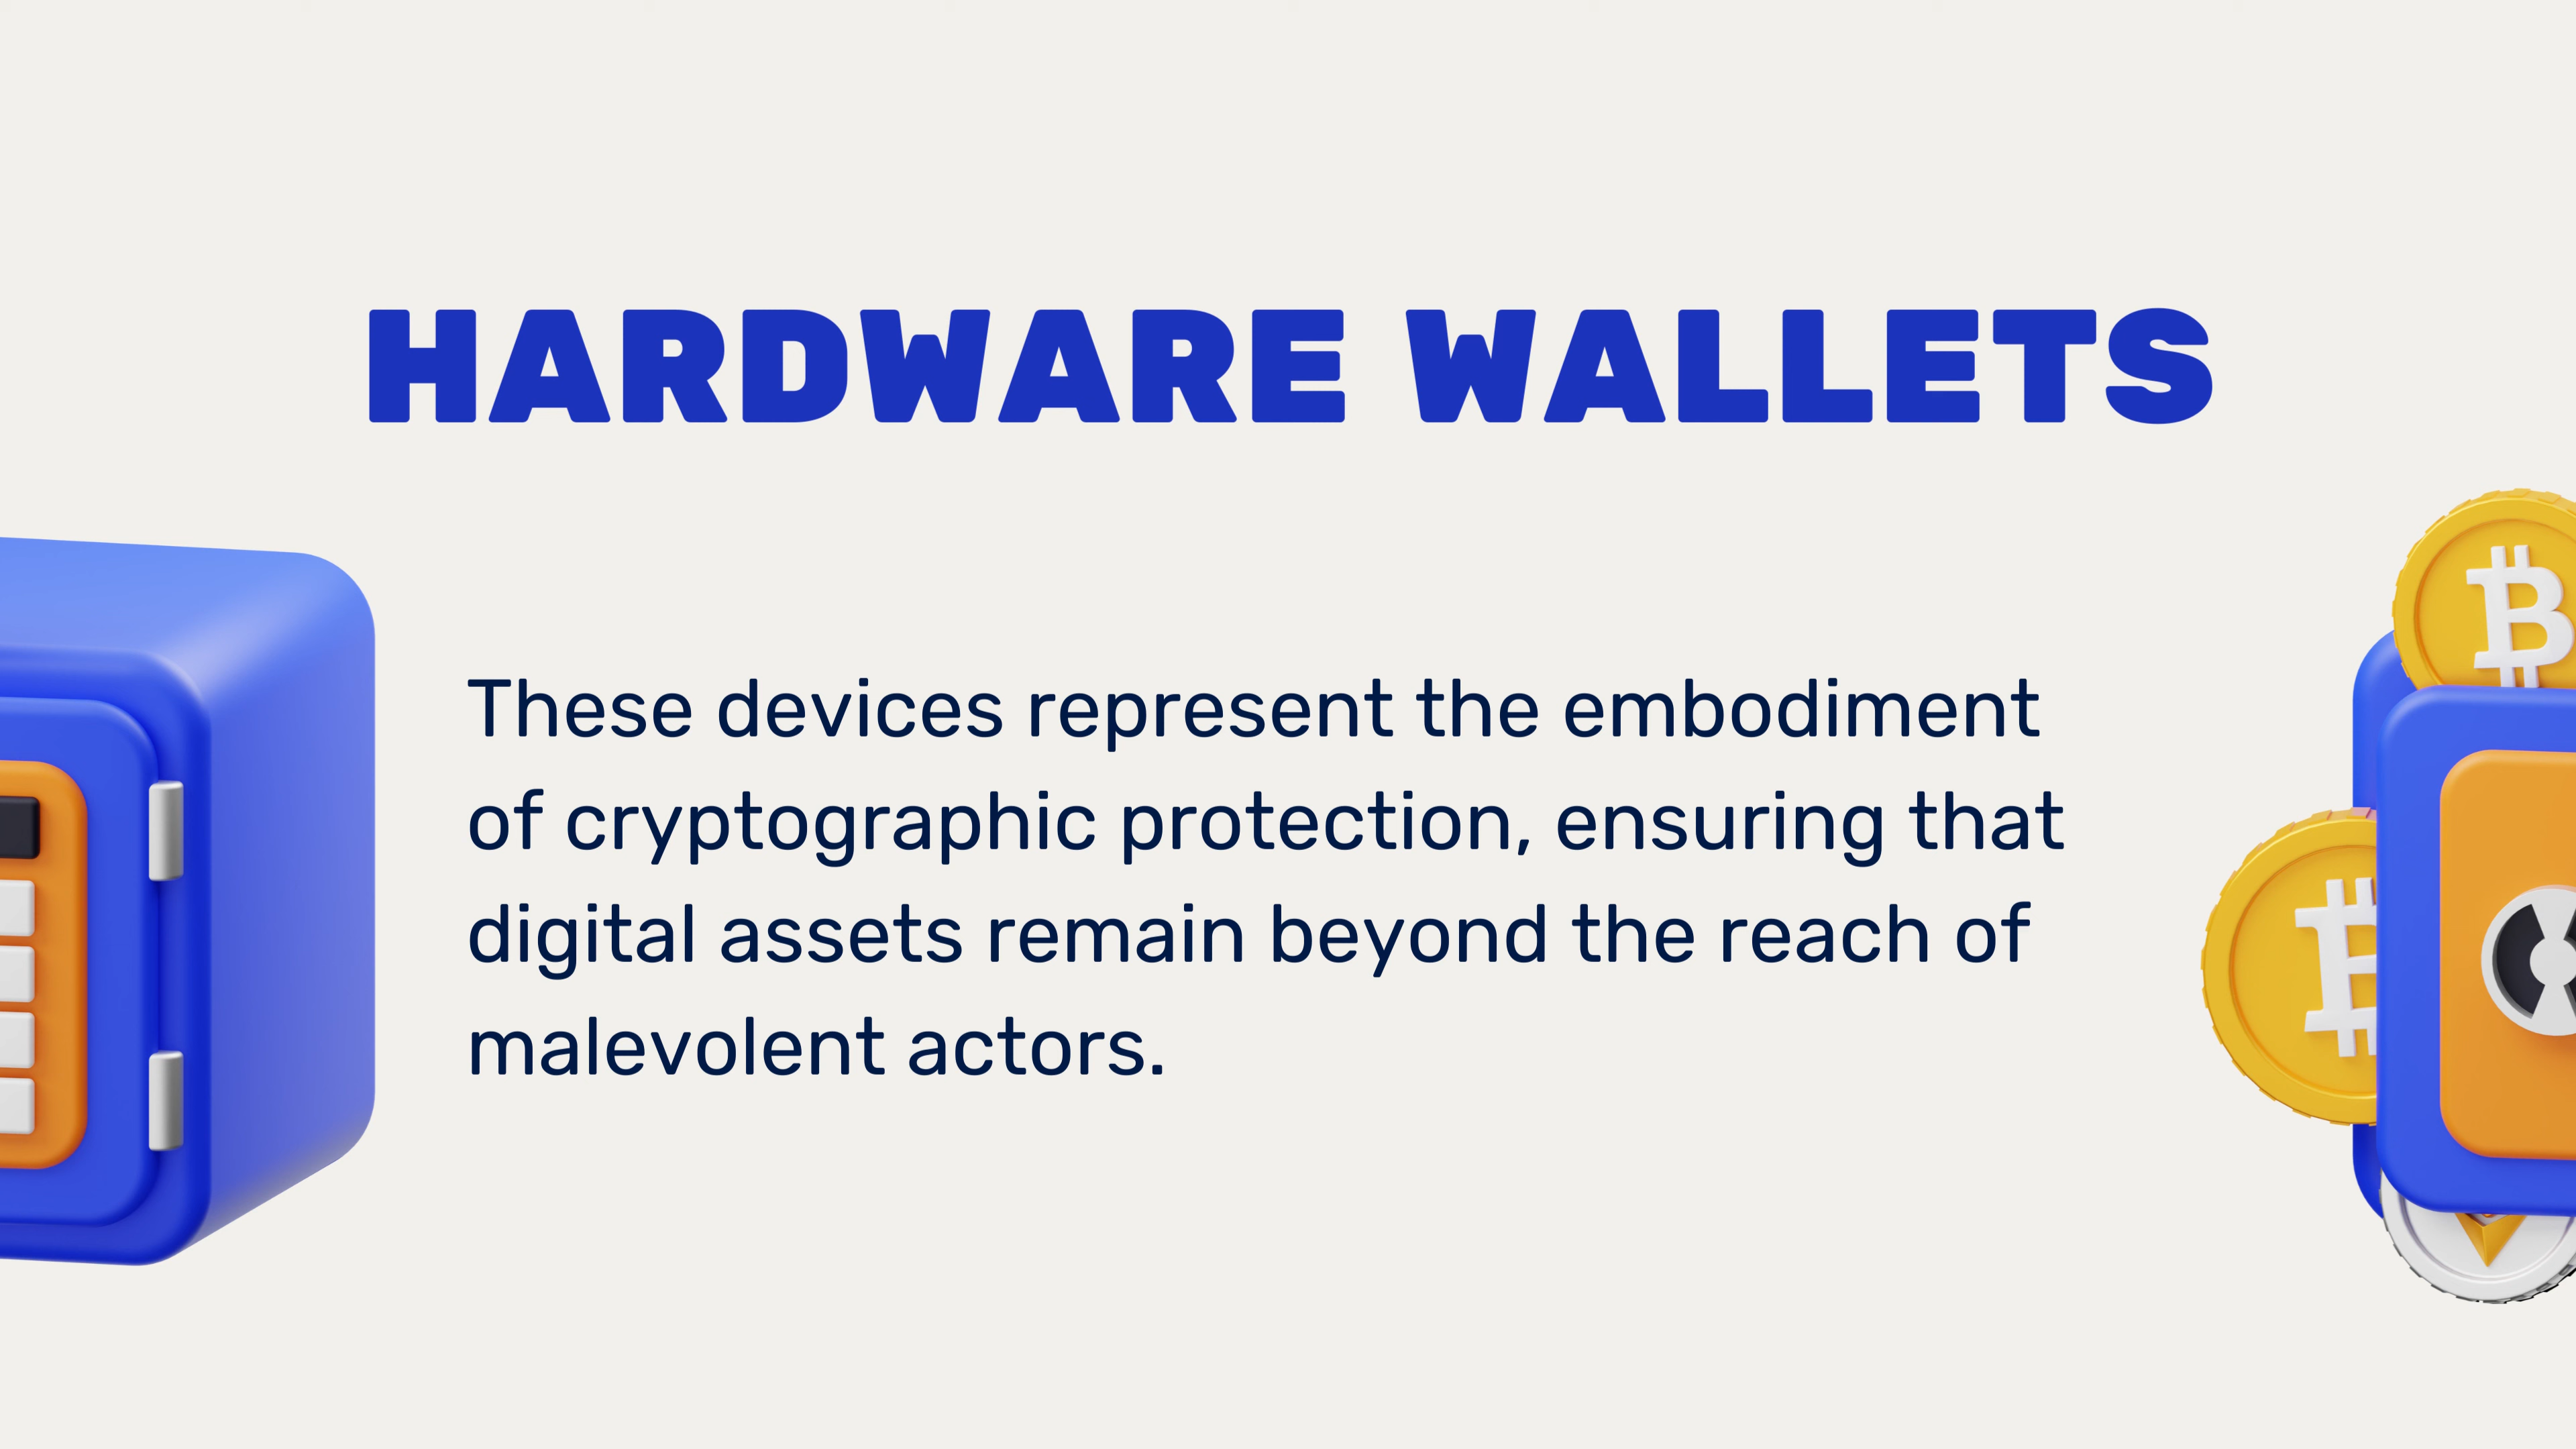 HARDWARE WALLETS
These devices represent the embodiment
of cryptographic protection, ensuring that
digital assets remain beyond the reach of
malevolent actors.